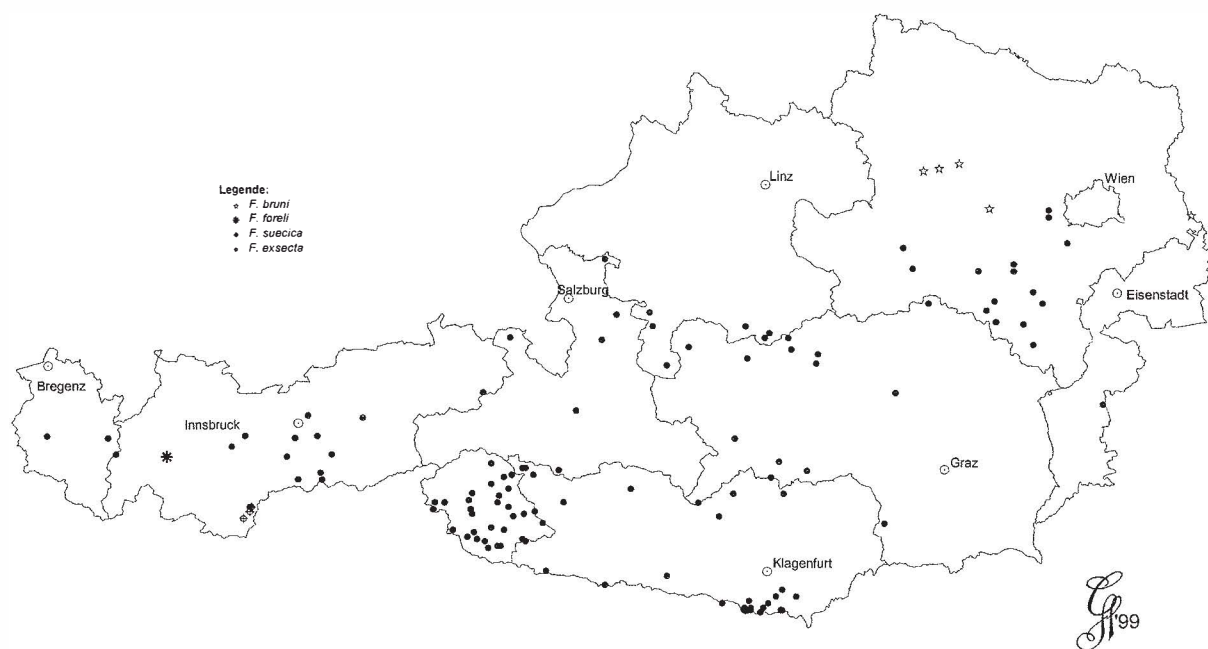 Linz
Wien
Legende:
F. bruni
F. foreli
F. suecica
F. exsecta
Salzburg
Eisenstadt
Bregenz
Innsbruck
Graz
Klagenfurt
'99